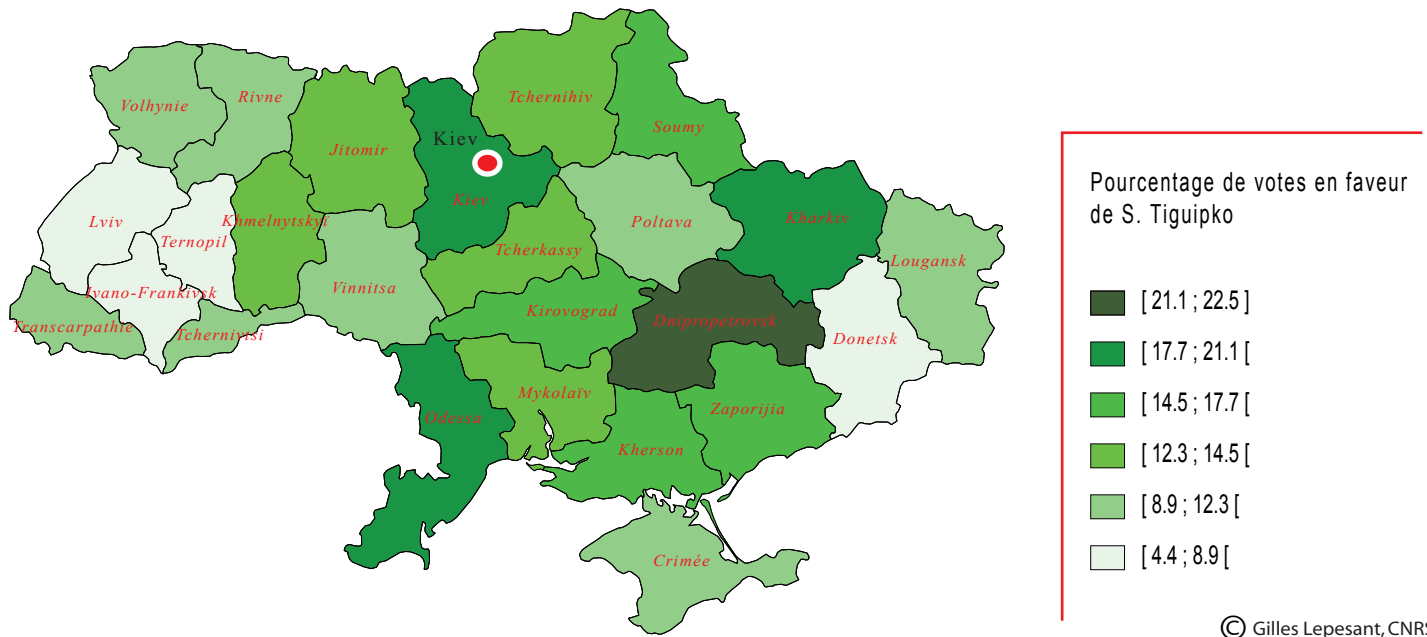 Volhynie
Rivne
Tchernihiv
Soumy
Jitomir
Kiev
Kiev
Lviv
Ternopil
Khmelnytskyï
Poltava
Kharkiv
Tcherkassy
Lougansk
Ivano-Frankivsk
Vinnitsa
Transcarpathie
Tchernivtsi
Kirovograd
Dnipropetrovsk
Donetsk
Odessa
Mykolaïv
Zaporijia
Kherson
Crimée
Pourcentage de votes en faveur
de S. Tiguipko
[ 21.1 ; 22.5 ]
[ 17.7 ; 21.1 [
[ 14.5 ; 17.7 [
[ 12.3 ; 14.5 [
[ 8.9 ; 12.3 [
[ 4.4 ; 8.9 [
© Gilles Lepesant, CNRS